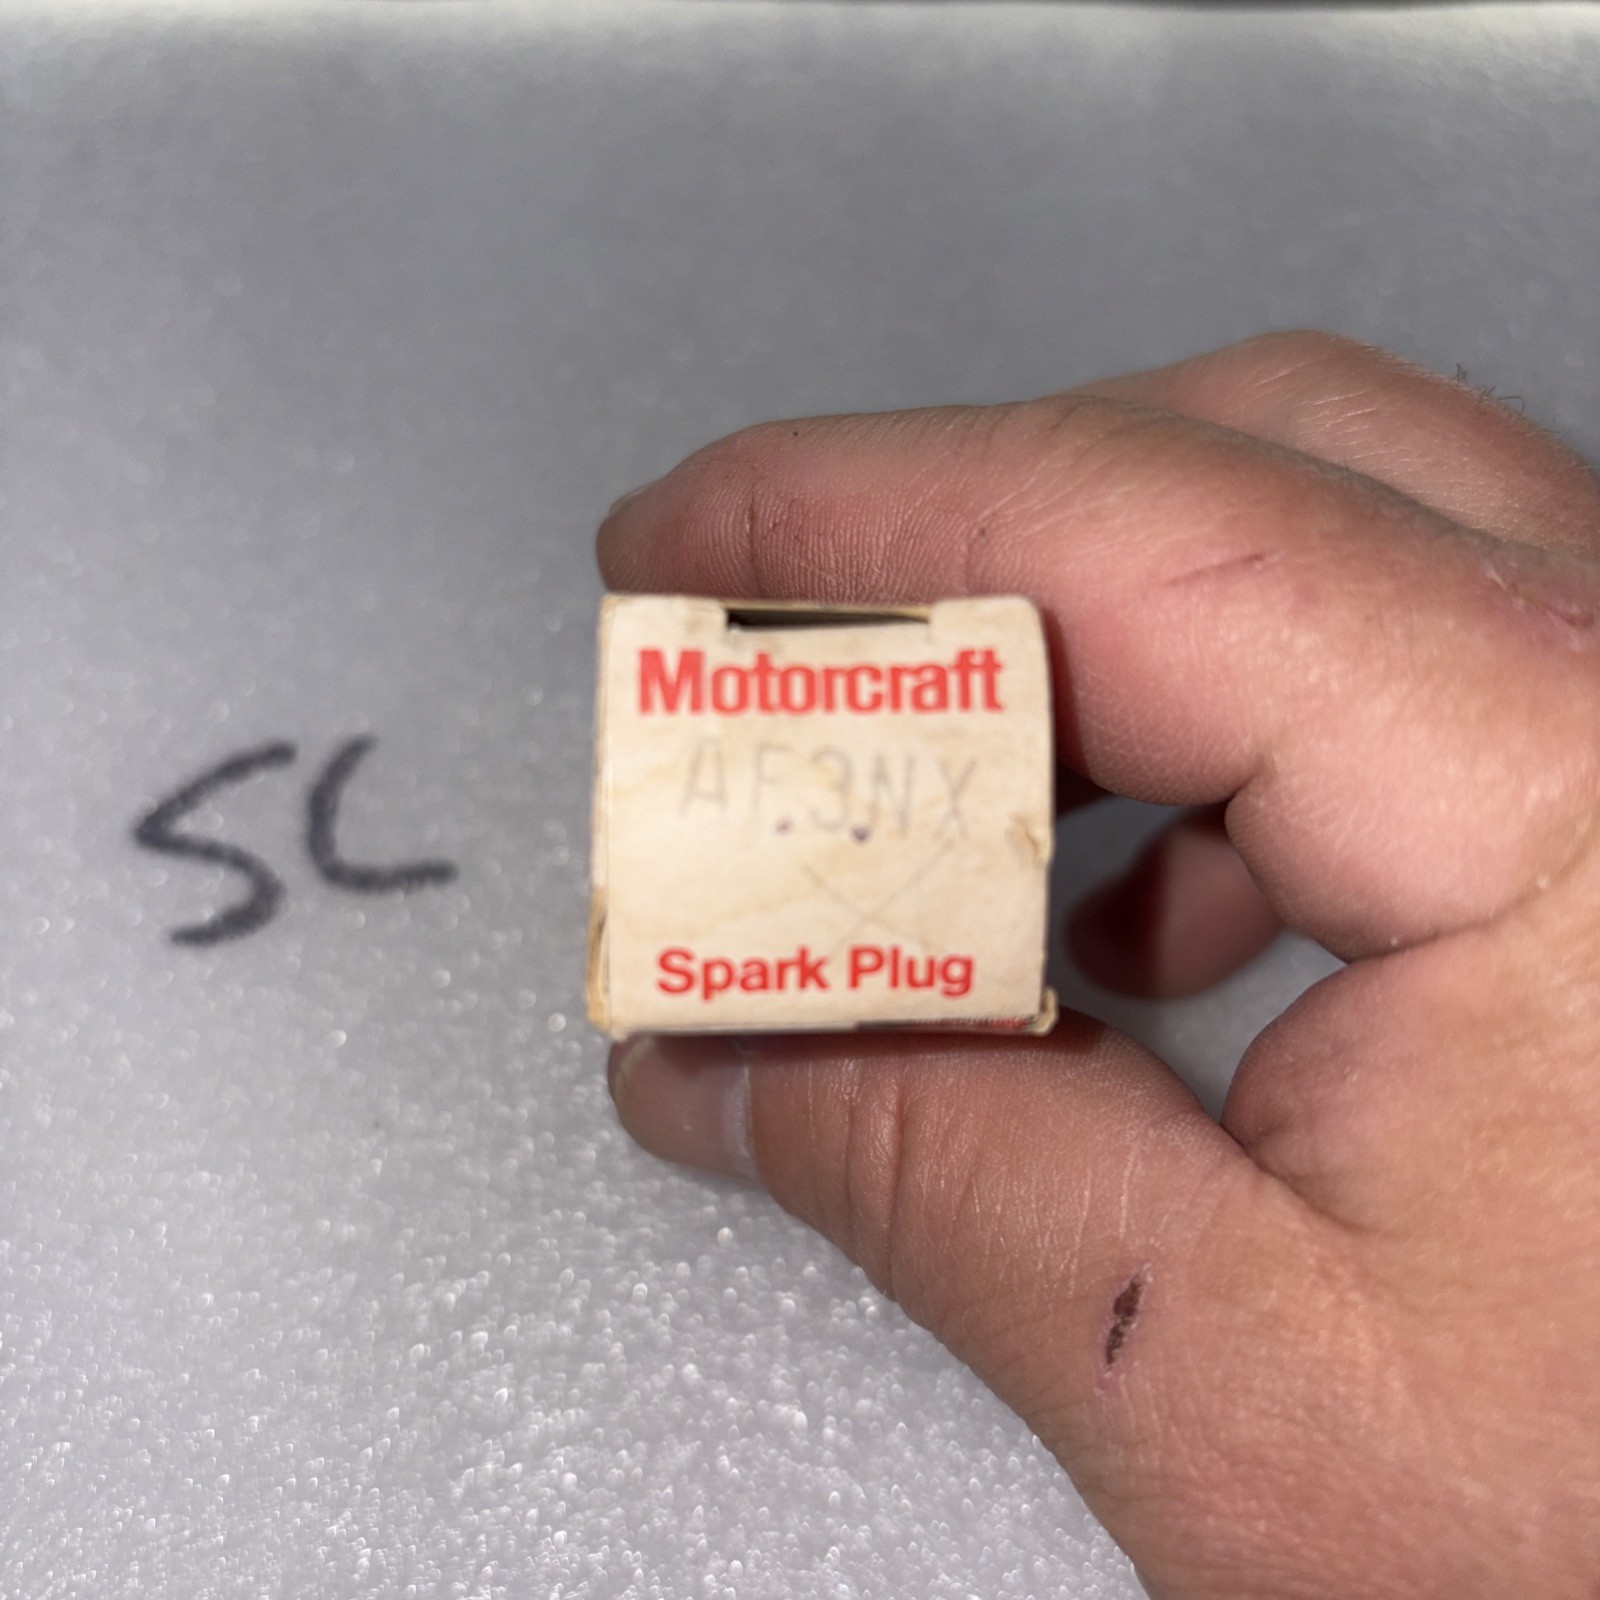 SC
Motorcraft
AF3NX
Spark Plug